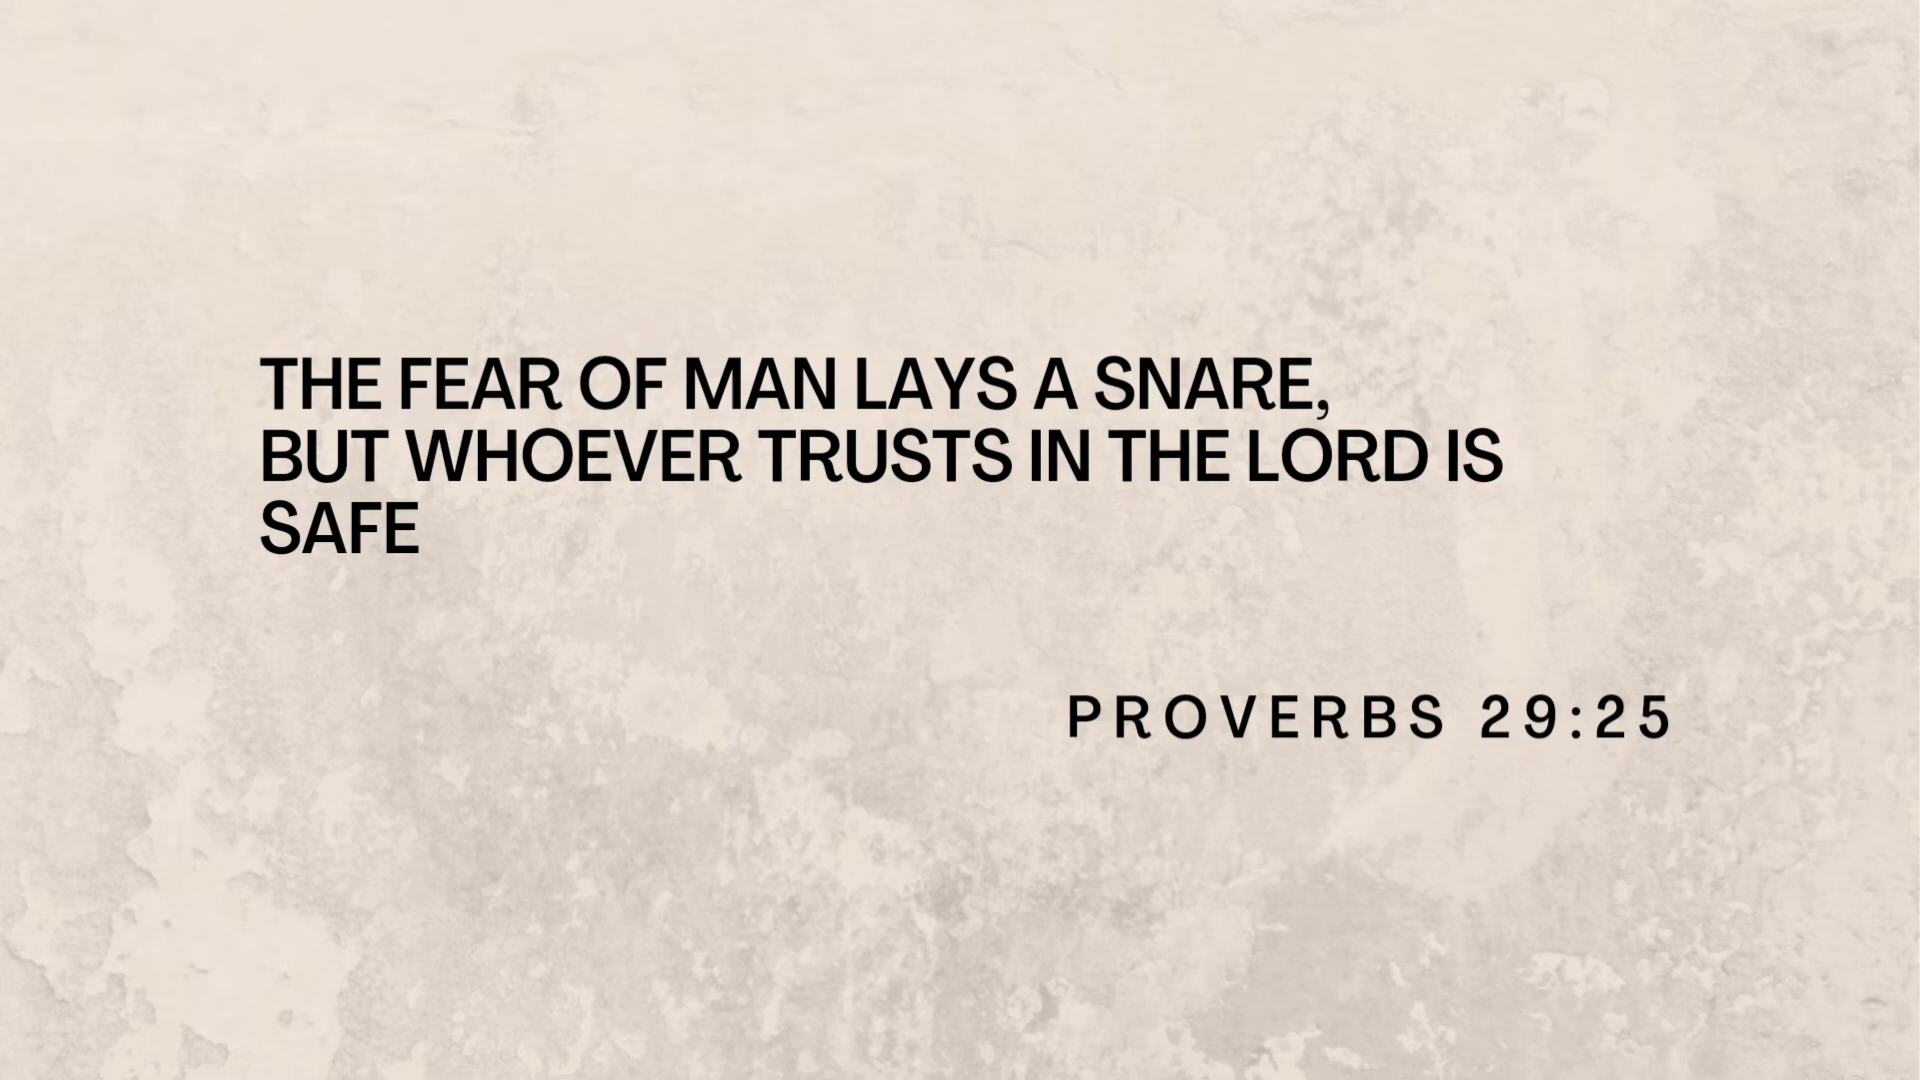 THE FEAR OF MAN LAYS A SNARE,
BUT WHOEVER TRUSTS IN THE LORD IS
SAFE
PROVERBS 29:25